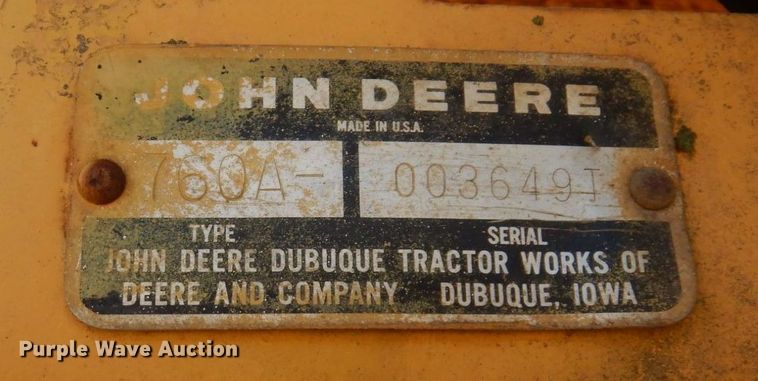 JOHN DEERE
MADE IN U.S.A.
760A- 003649T
TYPE SERIAL
JOHN DEERE DUBUQUE TRACTOR WORKS OF
DEERE AND COMPANY DUBUQUE, IOWA
Purple Wave Auction